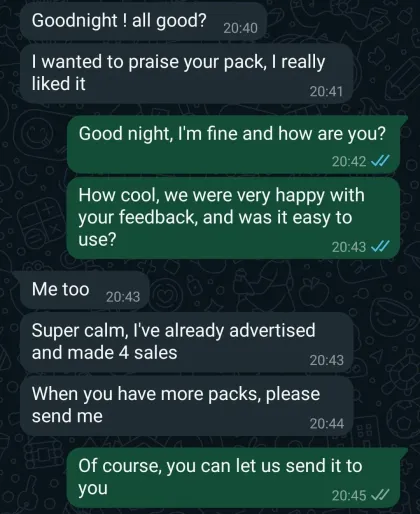 Goodnight ! all good? 20:40
I wanted to praise your pack, I really
liked it 20:41
Good night, I'm fine and how are you?
20:42
How cool, we were very happy with
your feedback, and was it easy to
use? 20:43
Me too 20:43
Super calm, I've already advertised
and made 4 sales 20:43
When you have more packs, please
send me 20:44
Of course, you can let us send it to
you 20:45